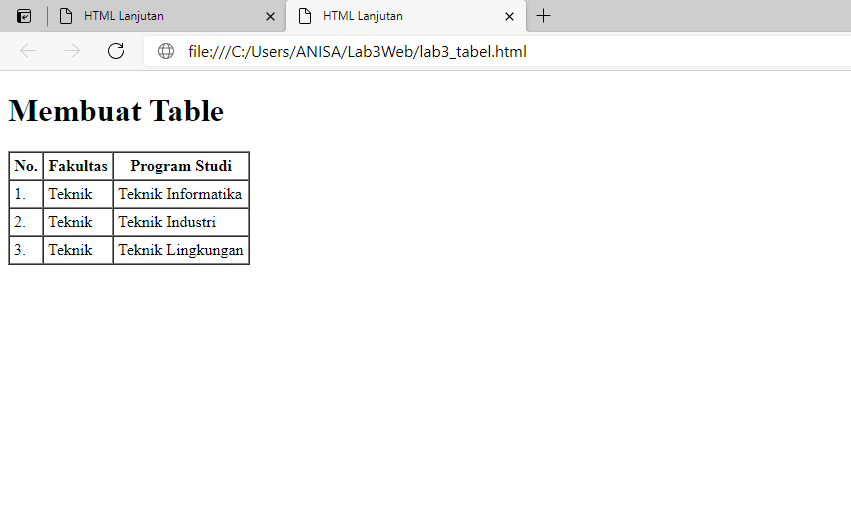 HTML Lanjutan HTML Lanjutan
file:///C:/Users/ANISA/Lab3Web/lab3_tabel.html
Membuat Table
No. Fakultas Program Studi
1. Teknik Teknik Informatika
2. Teknik Teknik Industri
3. Teknik Teknik Lingkungan